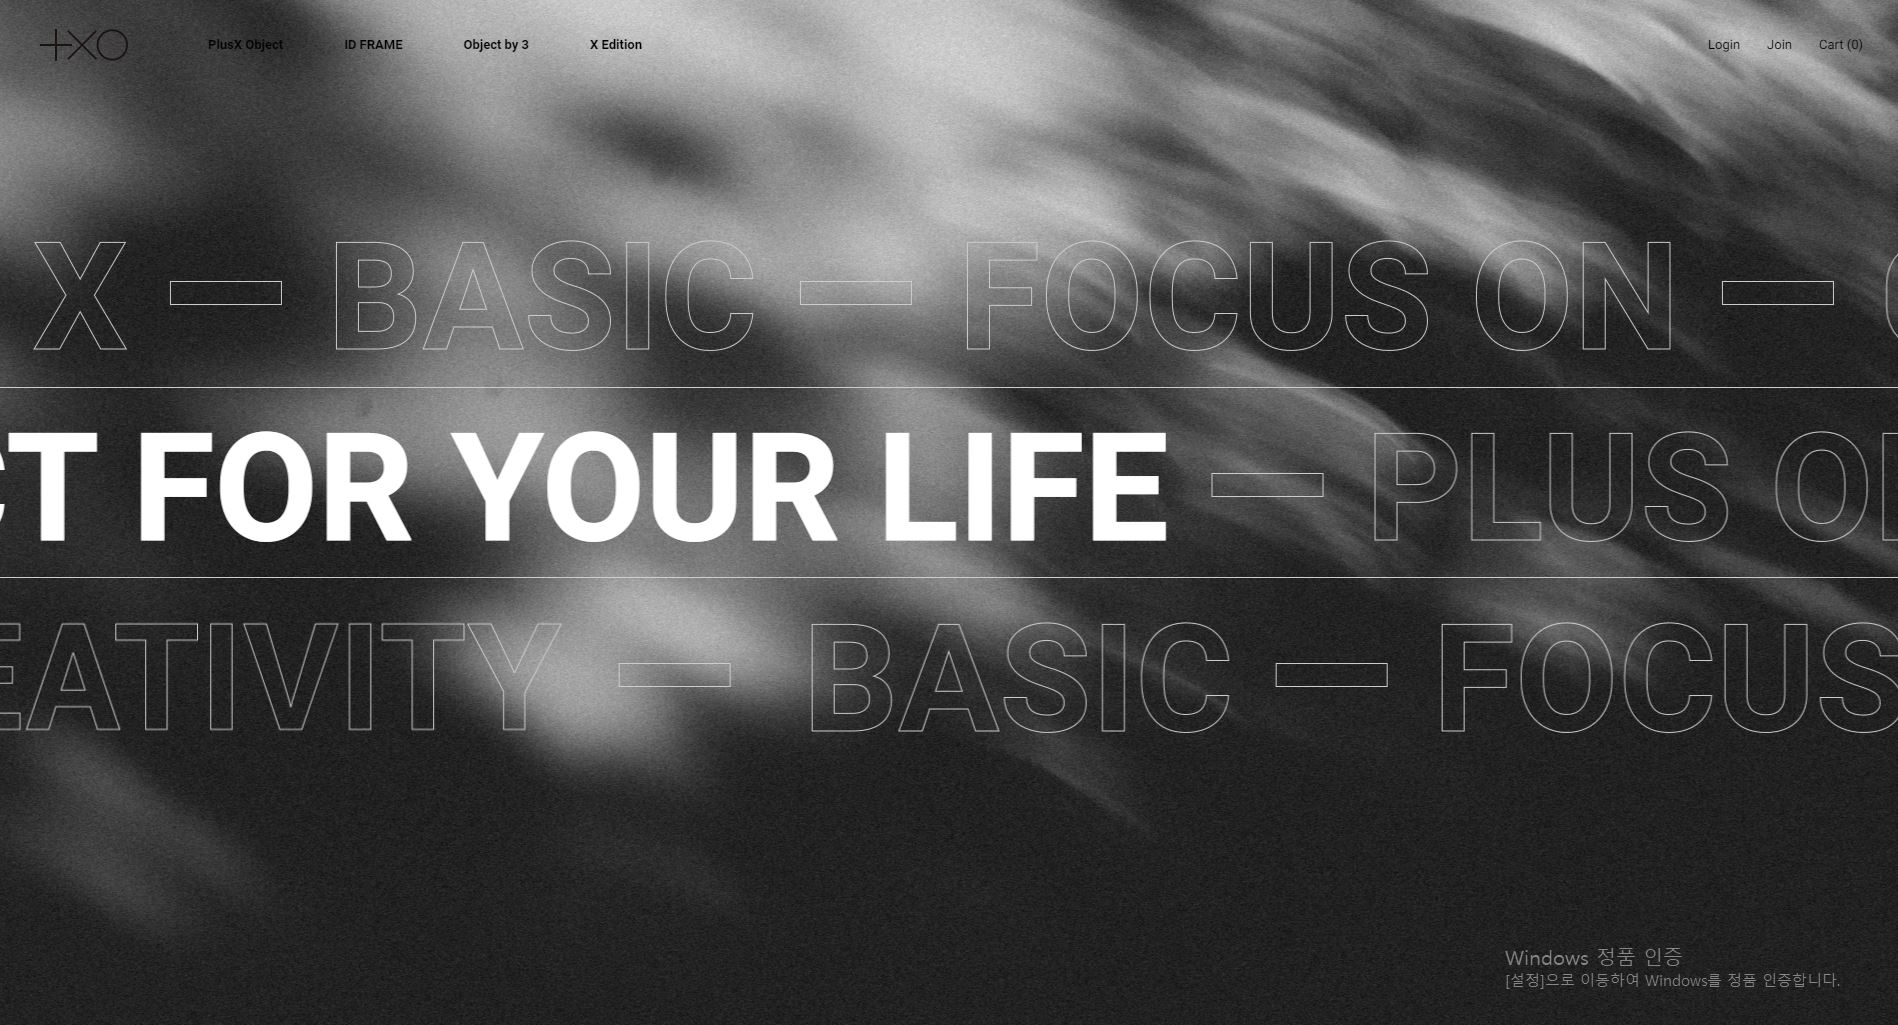 +XO
PlusX Object
ID FRAME
Object by 3
X Edition
Login
Join
Cart (0)
X — BASIC — FOCUS ON —
CT FOR YOUR LIFE — PLUS O
EATIVITY — BASIC — FOCUS
Windows 정품 인증
[설정]으로 이동하여 Windows를 정품 인증합니다.